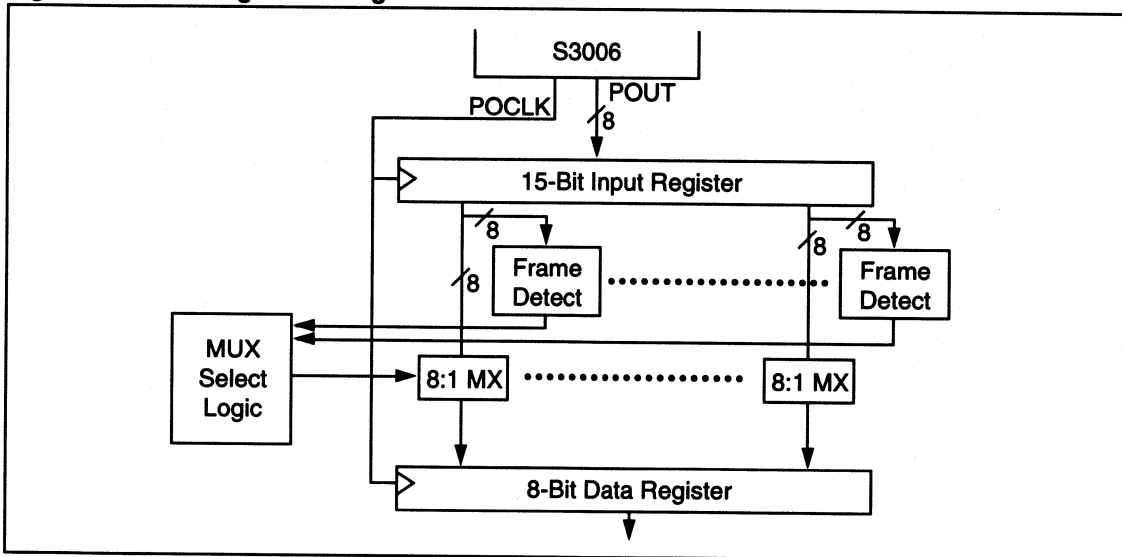 S3006
POCLK
POUT
8
15-Bit Input Register
8
8
8
8
8
Frame
Detect
Frame
Detect
MUX
Select
Logic
8:1 MX
8:1 MX
8-Bit Data Register